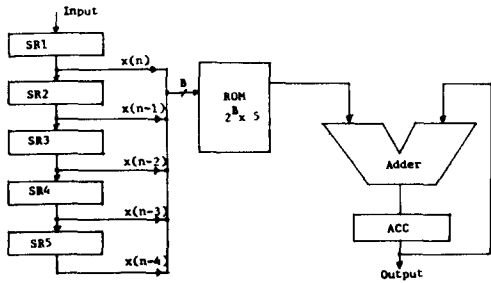 Input
SR1
x(n)
SR2
B
ROM
2^B x 5
x(n-1)
SR3
Adder
x(n-2)
SR4
x(n-3)
ACC
SR5
x(n-4)
Output